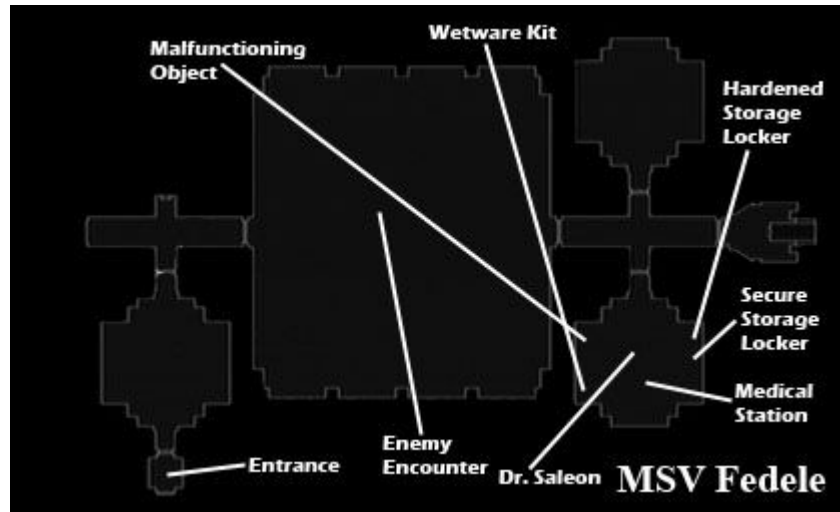 Wetware Kit
Malfunctioning
Object
Hardened
Storage
Locker
Secure
Storage
Locker
Medical
Station
Enemy
Encounter
Entrance
Dr. Saleon
MSV Fedele